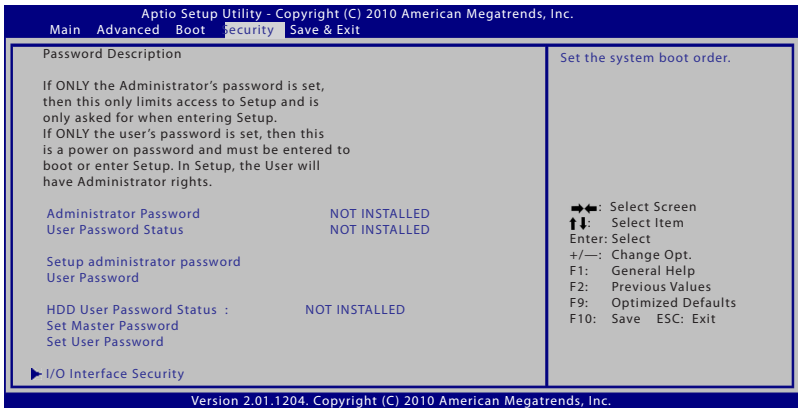 Aptio Setup Utility - Copyright (C) 2010 American Megatrends, Inc.
Main Advanced Boot Security Save & Exit
Password Description
If ONLY the Administrator's password is set,
then this only limits access to Setup and is
only asked for when entering Setup.
If ONLY the user's password is set, then this
is a power on password and must be entered to
boot or enter Setup. In Setup, the User will
have Administrator rights.
Administrator Password NOT INSTALLED
User Password Status NOT INSTALLED
Setup administrator password
User Password
HDD User Password Status : NOT INSTALLED
Set Master Password
Set User Password
I/O Interface Security
Set the system boot order.
→←: Select Screen
↑↓: Select Item
Enter: Select
+/—: Change Opt.
F1: General Help
F2: Previous Values
F9: Optimized Defaults
F10: Save ESC: Exit
Version 2.01.1204. Copyright (C) 2010 American Megatrends, Inc.